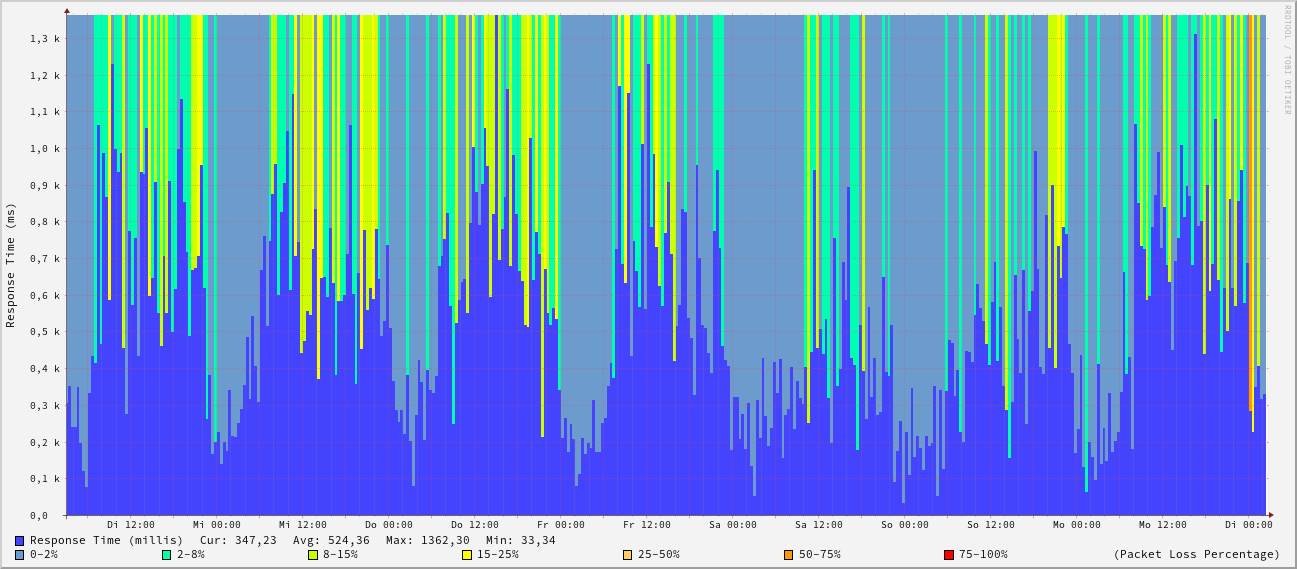 RRDTOOL / TOBI OETIKER
Response Time (ms)
1,3 k
1,2 k
1,1 k
1,0 k
0,9 k
0,8 k
0,7 k
0,6 k
0,5 k
0,4 k
0,3 k
0,2 k
0,1 k
0,0
Di 12:00 Mi 00:00 Mi 12:00 Do 00:00 Do 12:00 Fr 00:00 Fr 12:00 Sa 00:00 Sa 12:00 So 00:00 So 12:00 Mo 00:00 Mo 12:00 Di 00:00
Response Time (millis) Cur: 347,23 Avg: 524,36 Max: 1362,30 Min: 33,34
0-2% 2-8% 8-15% 15-25% 25-50% 50-75% 75-100% (Packet Loss Percentage)